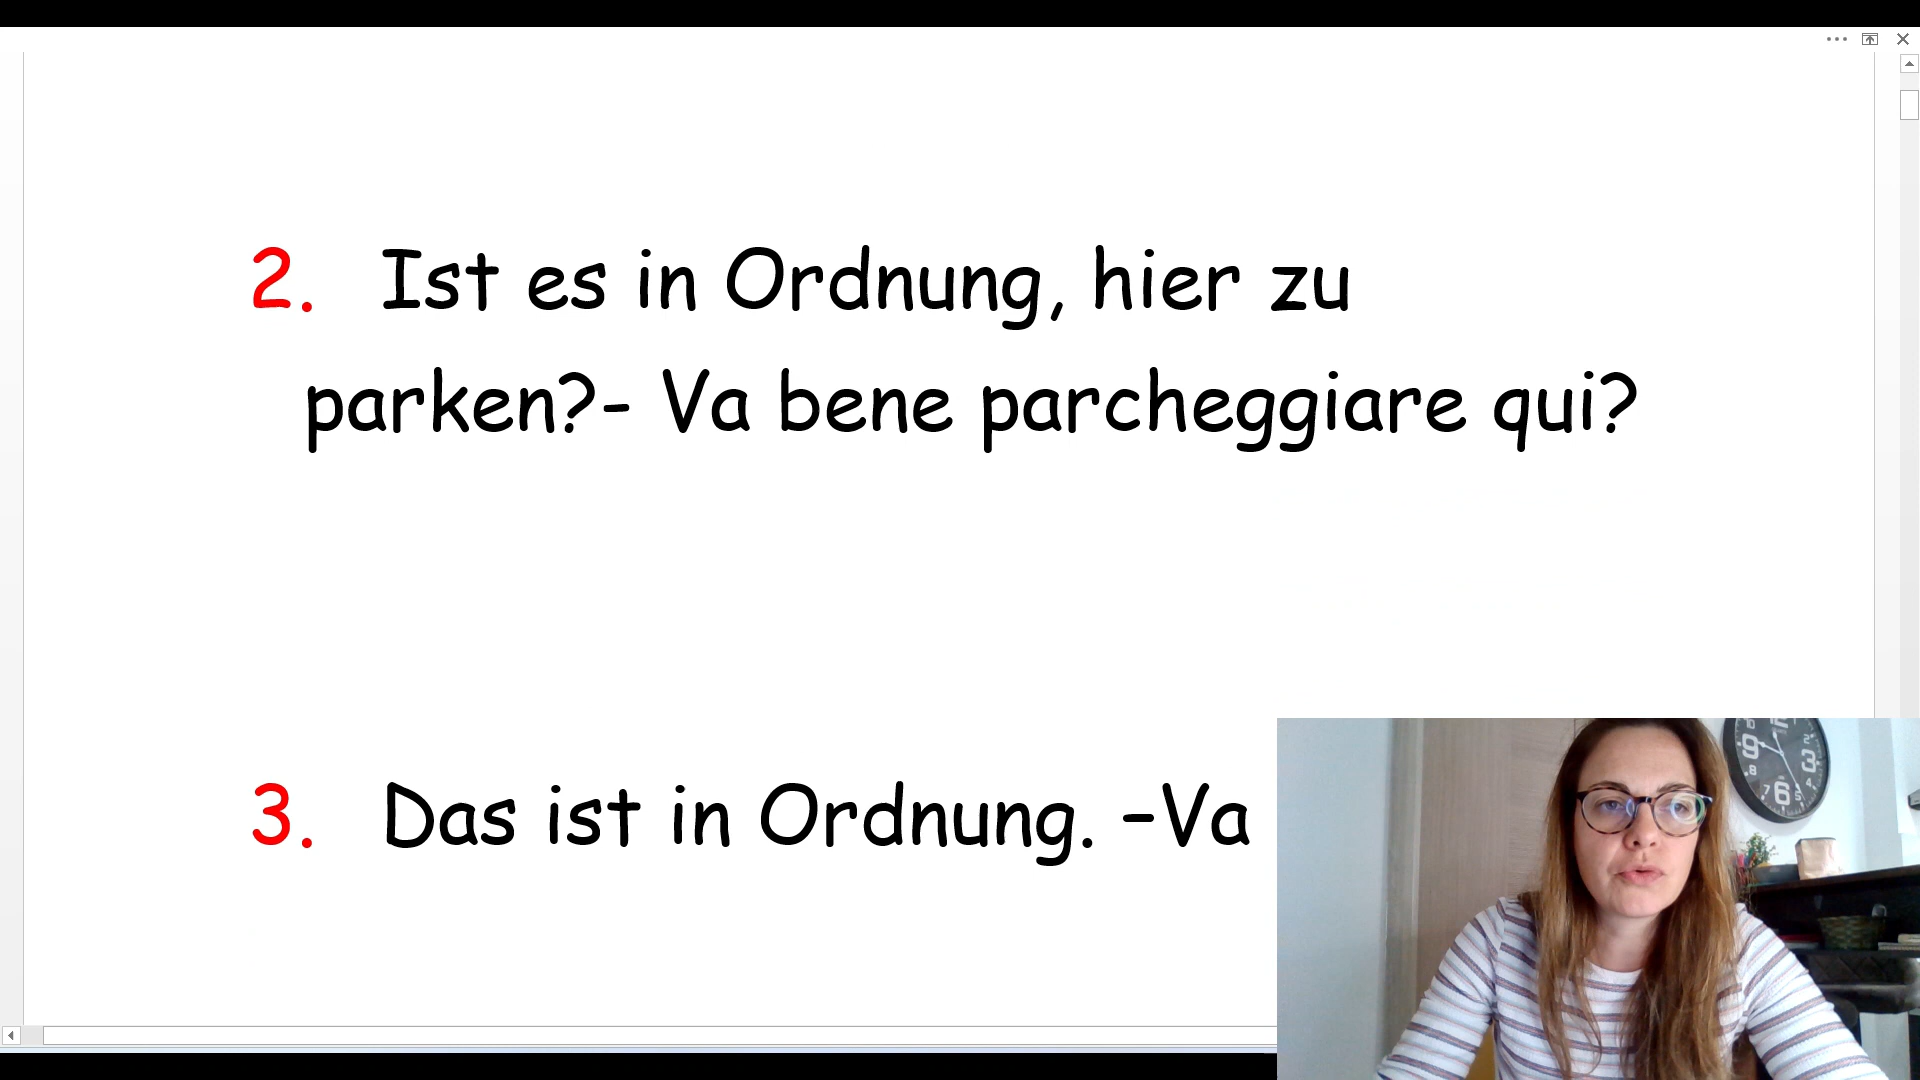 2. Ist es in Ordnung, hier zu
parken?- Va bene parcheggiare qui?
3. Das ist in Ordnung. –Va